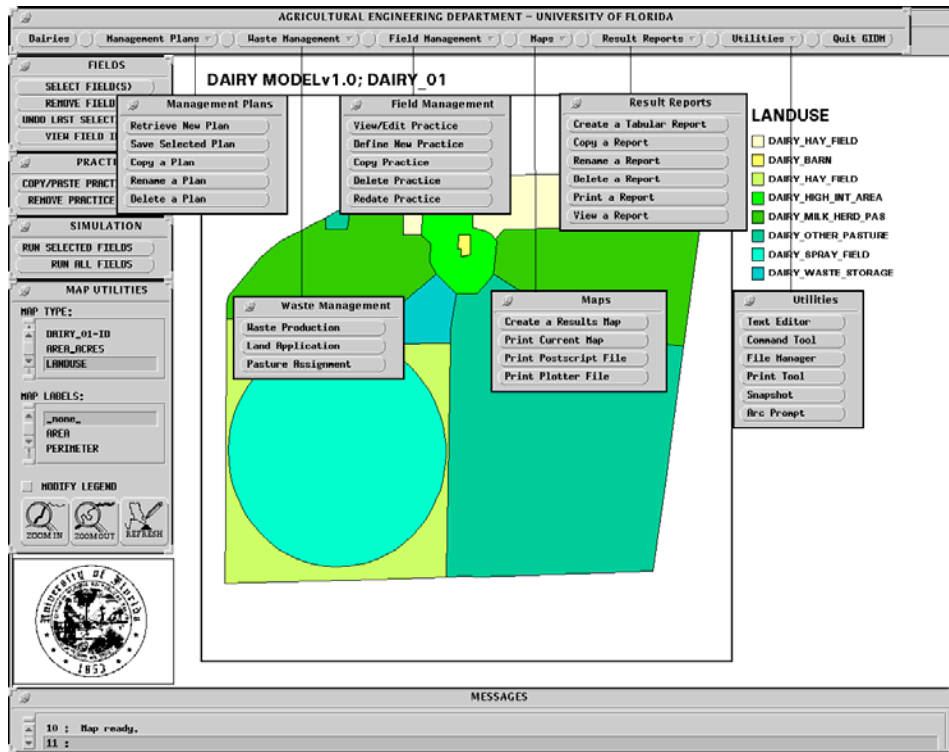 AGRICULTURAL ENGINEERING DEPARTMENT - UNIVERSITY OF FLORIDA
Dairies Management Plans Waste Management Field Management Maps Result Reports Utilities Quit GIDM
FIELDS
SELECT FIELD(S)
REMOVE FIELD
UNDO LAST SELECT
VIEW FIELD I
PRACTI
COPY/PASTE PRACT
REMOVE PRACTICE
SIMULATION
RUN SELECTED FIELDS
RUN ALL FIELDS
MAP UTILITIES
MAP TYPE:
DAIRY_01-ID
AREA_ACRES
LANDUSE
MAP LABELS:
_none_
AREA
PERIMETER
MODIFY LEGEND
ZOOM IN ZOOM OUT REFRESH
University of Florida
1853
DAIRY MODELv1.0; DAIRY_01
Management Plans
Retrieve New Plan
Save Selected Plan
Copy a Plan
Rename a Plan
Delete a Plan
Field Management
View/Edit Practice
Define New Practice
Copy Practice
Delete Practice
Redate Practice
Result Reports
Create a Tabular Report
Copy a Report
Rename a Report
Delete a Report
Print a Report
View a Report
LANDUSE
DAIRY_HAY_FIELD
DAIRY_BARN
DAIRY_HAY_FIELD
DAIRY_HIGH_INT_AREA
DAIRY_MILK_HERD_PAS
DAIRY_OTHER_PASTURE
DAIRY_SPRAY_FIELD
DAIRY_WASTE_STORAGE
Waste Management
Waste Production
Land Application
Pasture Assignment
Maps
Create a Results Map
Print Current Map
Print Postscript File
Print Plotter File
Utilities
Text Editor
Command Tool
File Manager
Print Tool
Snapshot
Arc Prompt
MESSAGES
10 : Map ready.
11 :